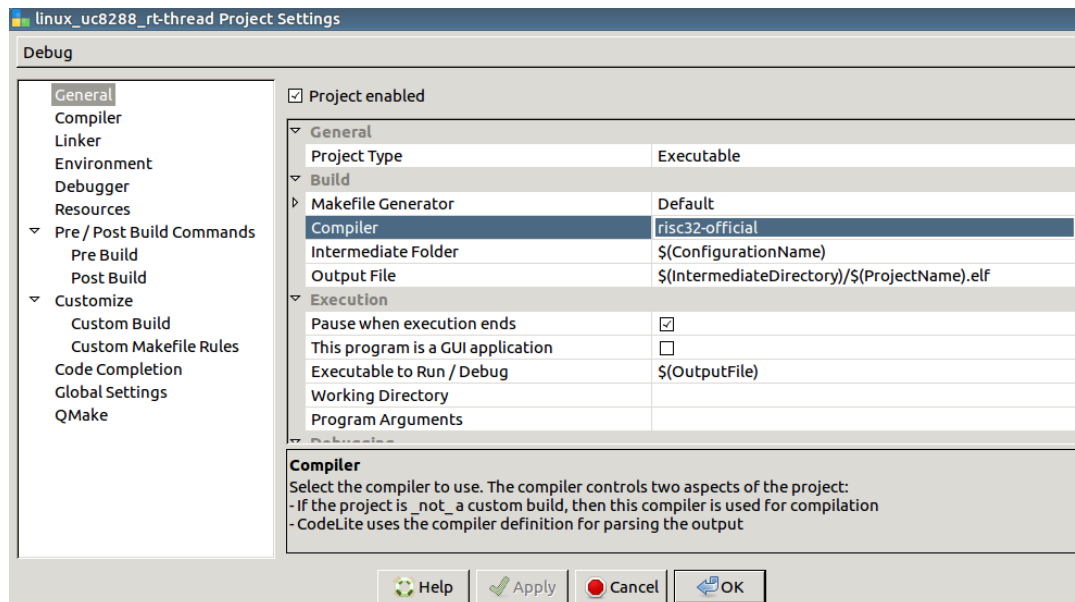 linux_uc8288_rt-thread Project Settings
Debug
General
Compiler
Linker
Environment
Debugger
Resources
Pre / Post Build Commands
Pre Build
Post Build
Customize
Custom Build
Custom Makefile Rules
Code Completion
Global Settings
QMake
Project enabled
General
Project Type Executable
Build
Makefile Generator Default
Compiler risc32-official
Intermediate Folder $(ConfigurationName)
Output File $(IntermediateDirectory)/$(ProjectName).elf
Execution
Pause when execution ends
This program is a GUI application
Executable to Run / Debug $(OutputFile)
Working Directory
Program Arguments
Debugging
Compiler
Select the compiler to use. The compiler controls two aspects of the project:
- If the project is _not_ a custom build, then this compiler is used for compilation
- CodeLite uses the compiler definition for parsing the output
Help Apply Cancel OK